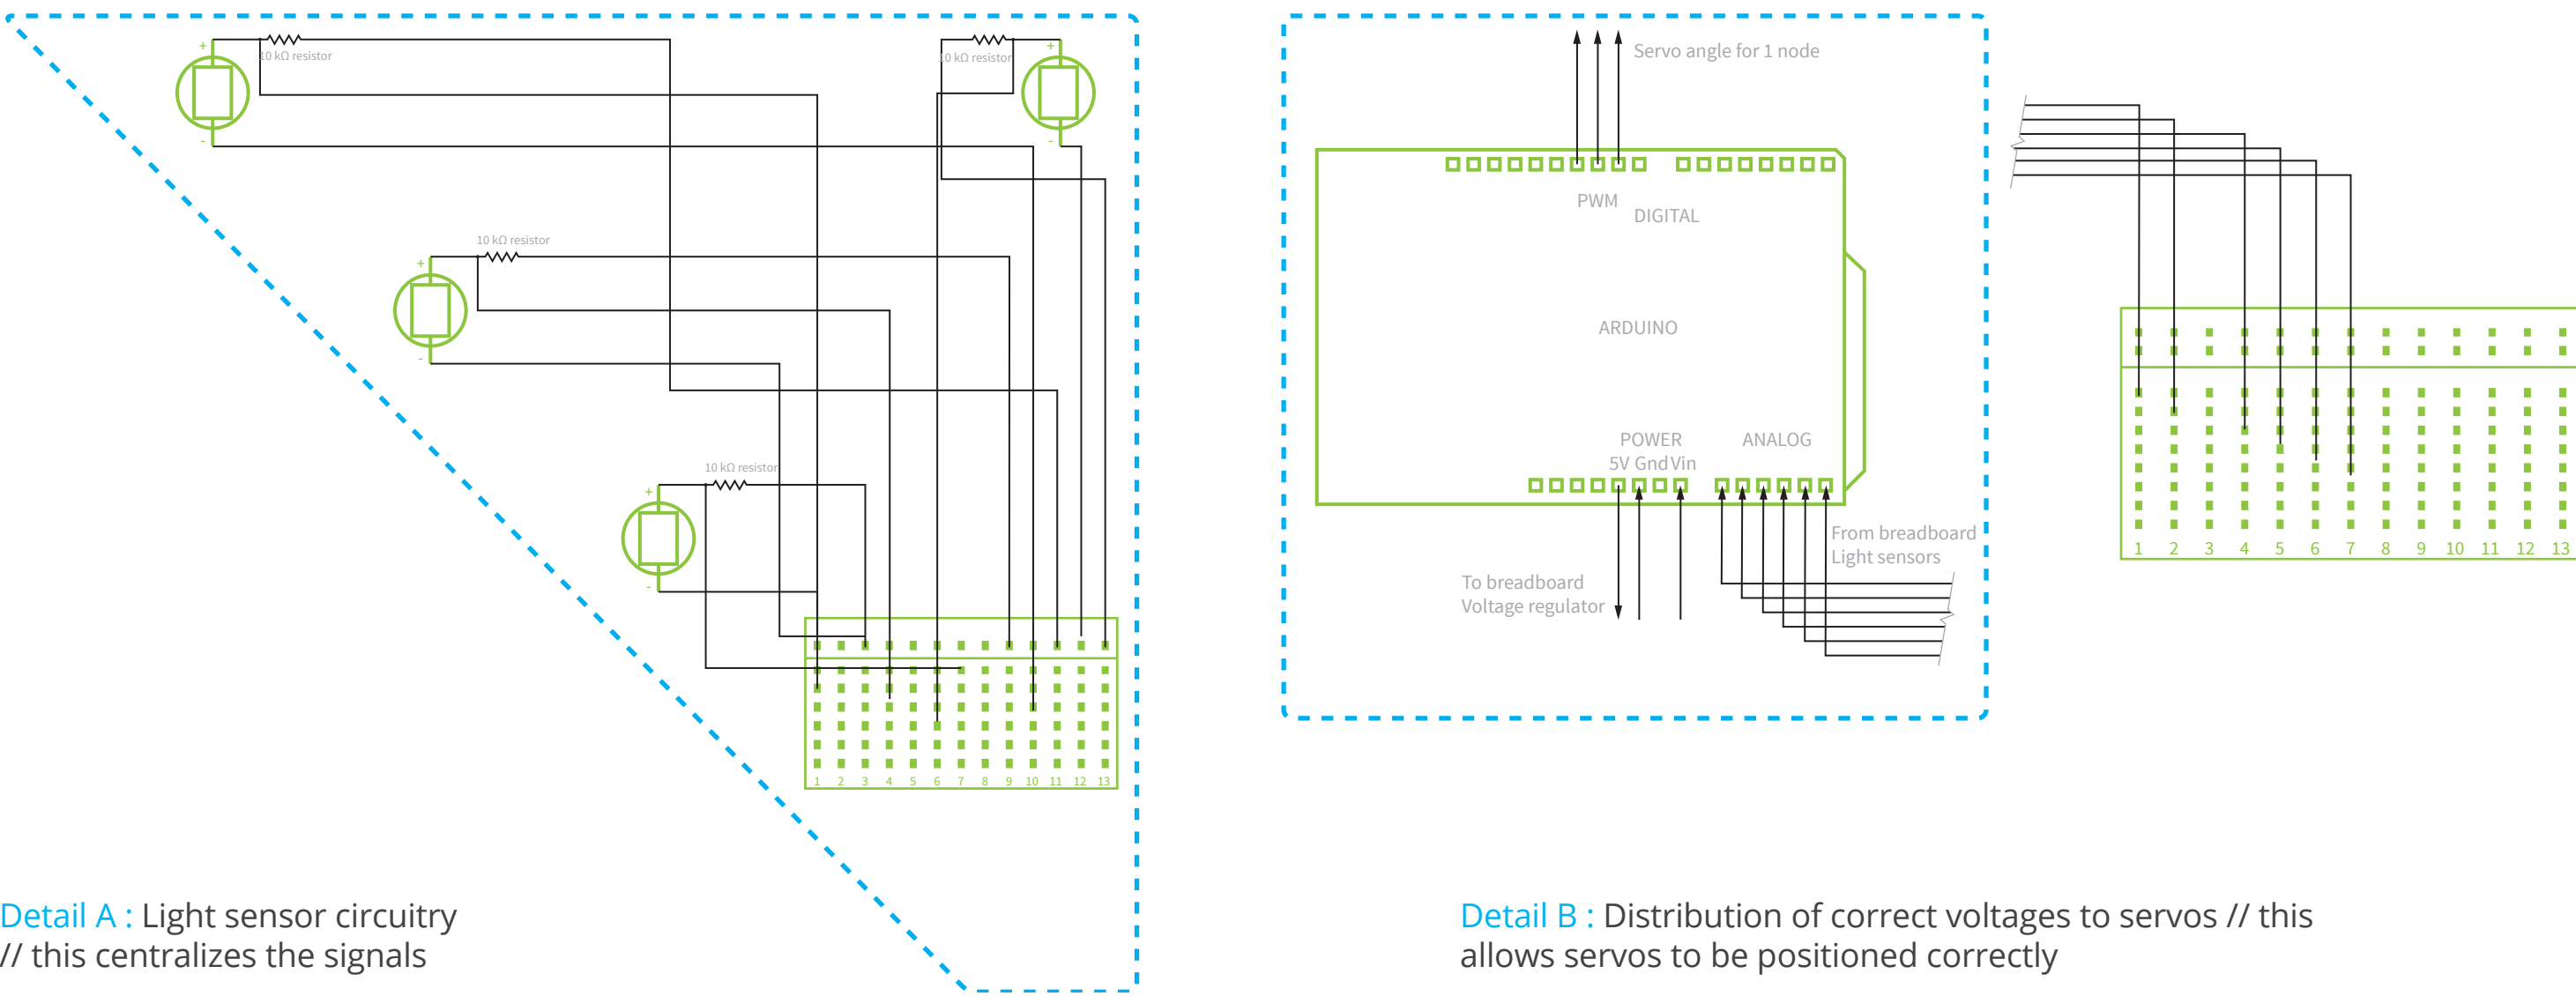 +
10 kΩ resistor
-
10 kΩ resistor
+
-
10 kΩ resistor
+
-
10 kΩ resistor
+
-
1 2 3 4 5 6 7 8 9 10 11 12 13
Detail A : Light sensor circuitry
// this centralizes the signals
Servo angle for 1 node
PWM
DIGITAL
ARDUINO
POWER
ANALOG
5V Gnd Vin
From breadboard
Light sensors
To breadboard
Voltage regulator
1 2 3 4 5 6 7 8 9 10 11 12 13
Detail B : Distribution of correct voltages to servos // this
allows servos to be positioned correctly